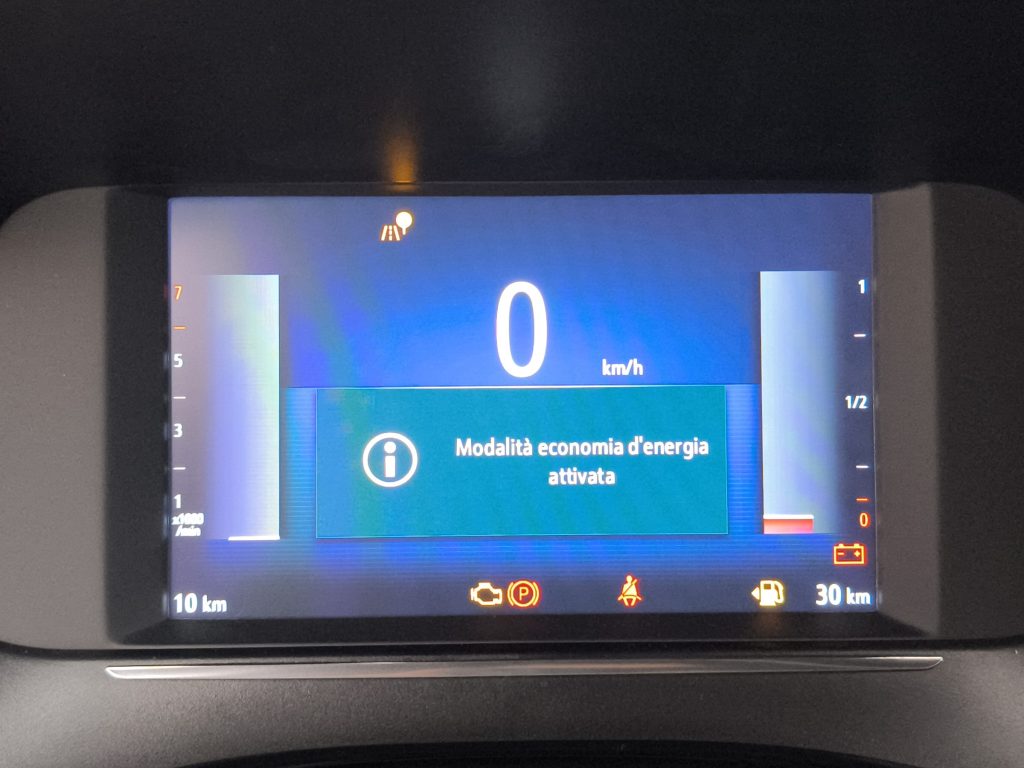 0
km/h
Modalità economia d'energia
attivata
7
5
3
1
x1000
/min
1
1/2
0
P
10 km
30 km